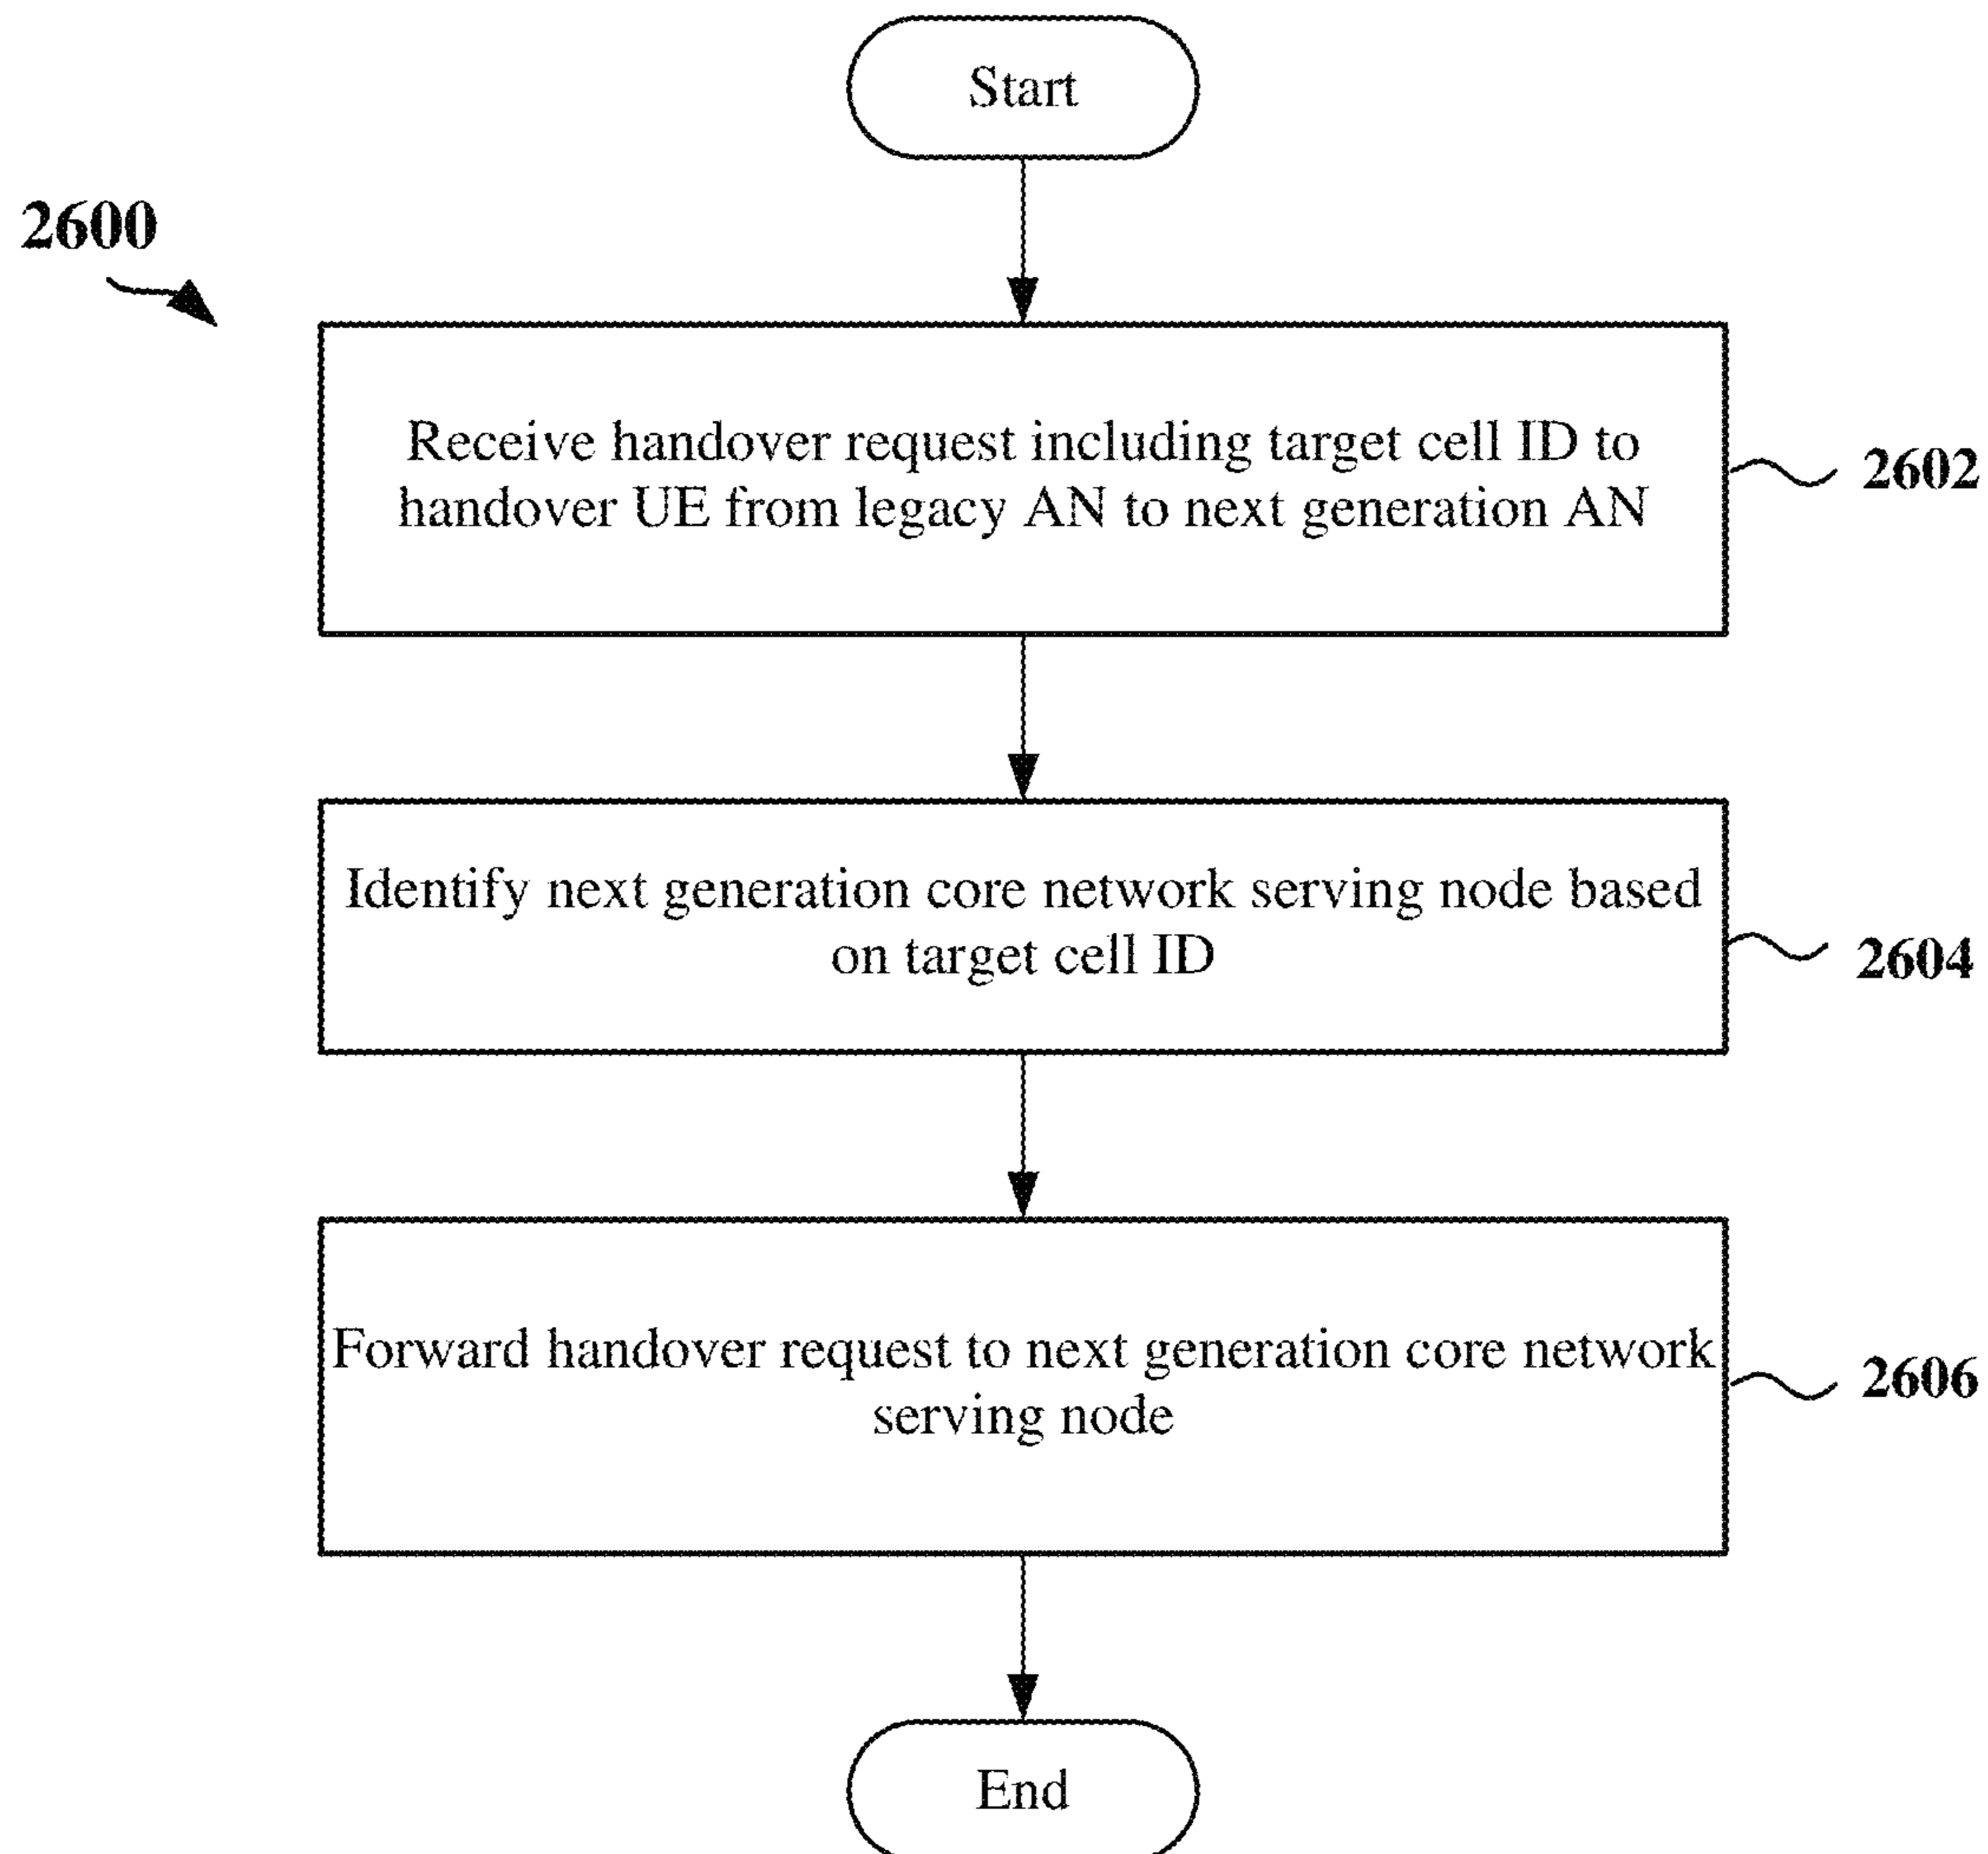 Start
2600
Receive handover request including target cell ID to
handover UE from legacy AN to next generation AN
2602
Identify next generation core network serving node based
on target cell ID
2604
Forward handover request to next generation core network
serving node
2606
End